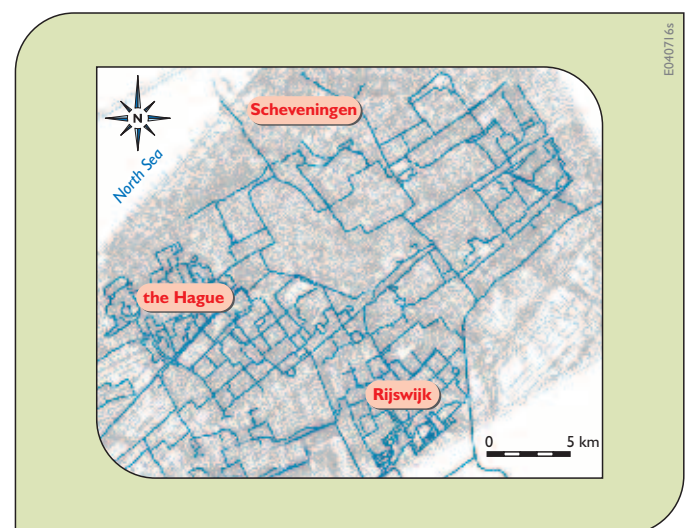 E040716s
Scheveningen
N
North Sea
the Hague
Rijswijk
0 5 km